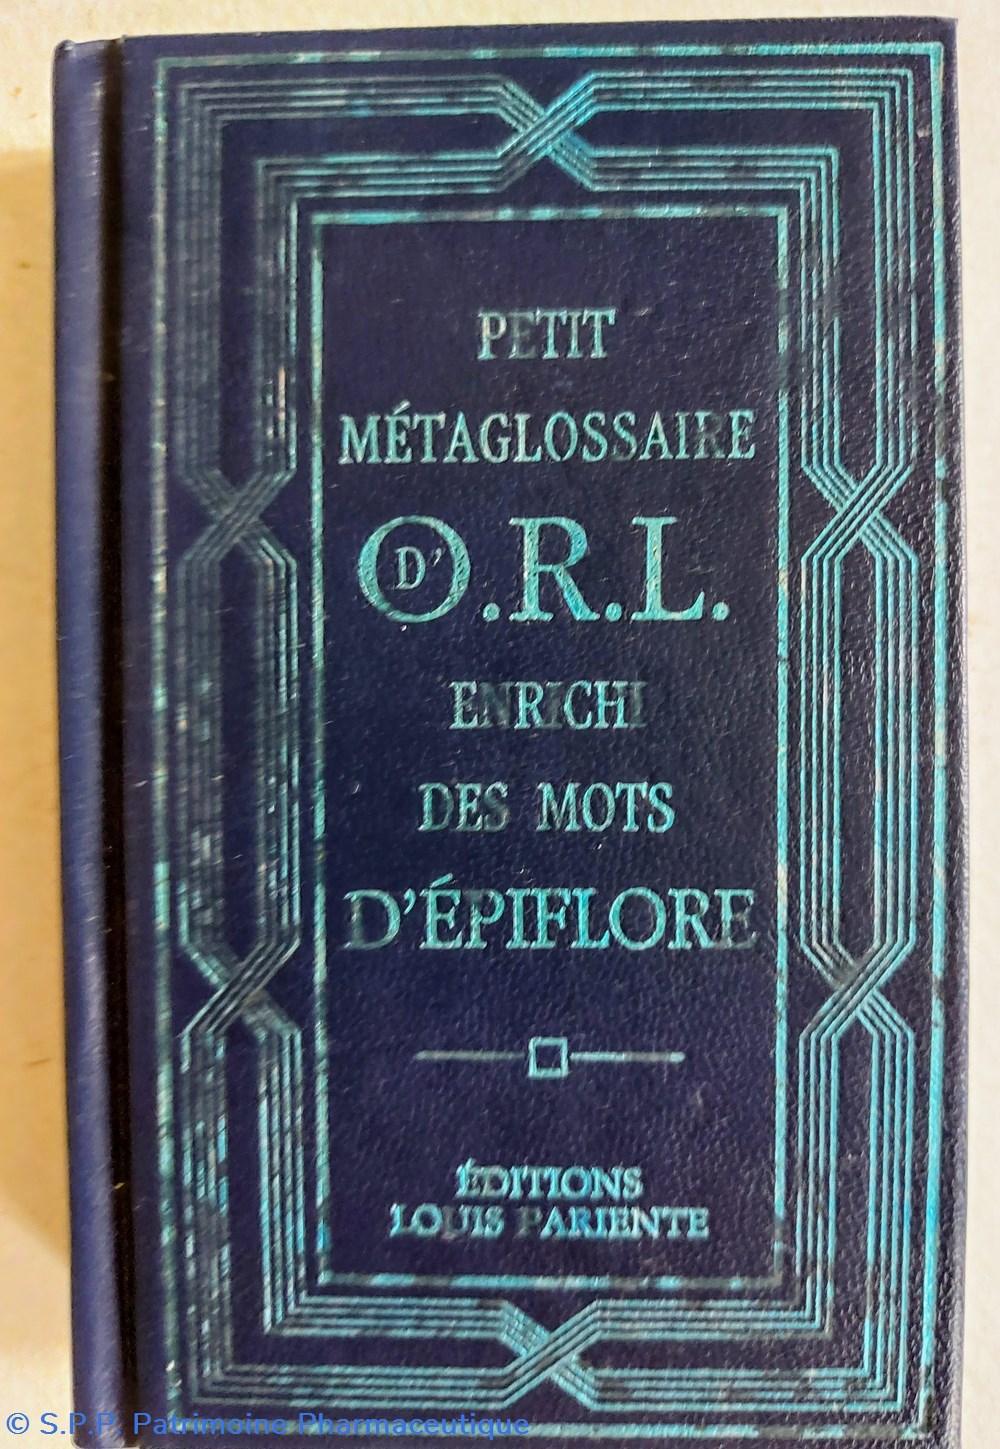 PETIT
MÉTAGLOSSAIRE
D'O.R.L.
ENRICHI
DES MOTS
D'ÉPIFLORE
ÉDITIONS
LOUIS PARIENTE
© S.P.P. Patrimoine Pharmaceutique